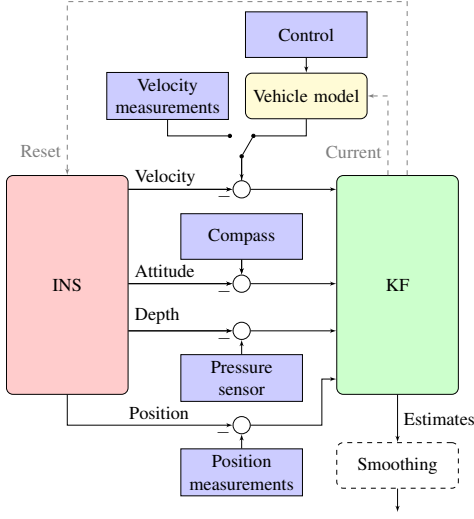 Control
Velocity
measurements
Vehicle model
Reset
Current
Velocity
Compass
INS
Attitude
KF
Depth
Pressure
sensor
Position
Estimates
Position
measurements
Smoothing